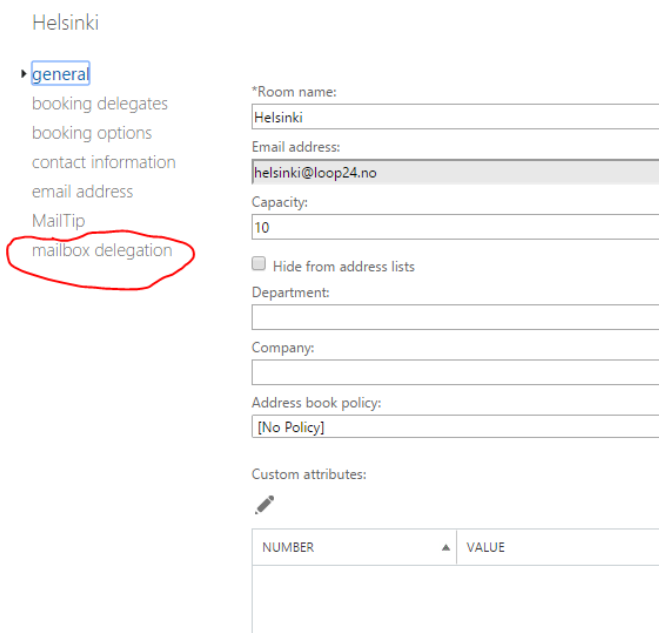 Helsinki
general
booking delegates
booking options
contact information
email address
MailTip
mailbox delegation
*Room name:
Helsinki
Email address:
helsinki@loop24.no
Capacity:
10
Hide from address lists
Department:
Company:
Address book policy:
[No Policy]
Custom attributes:
NUMBER VALUE